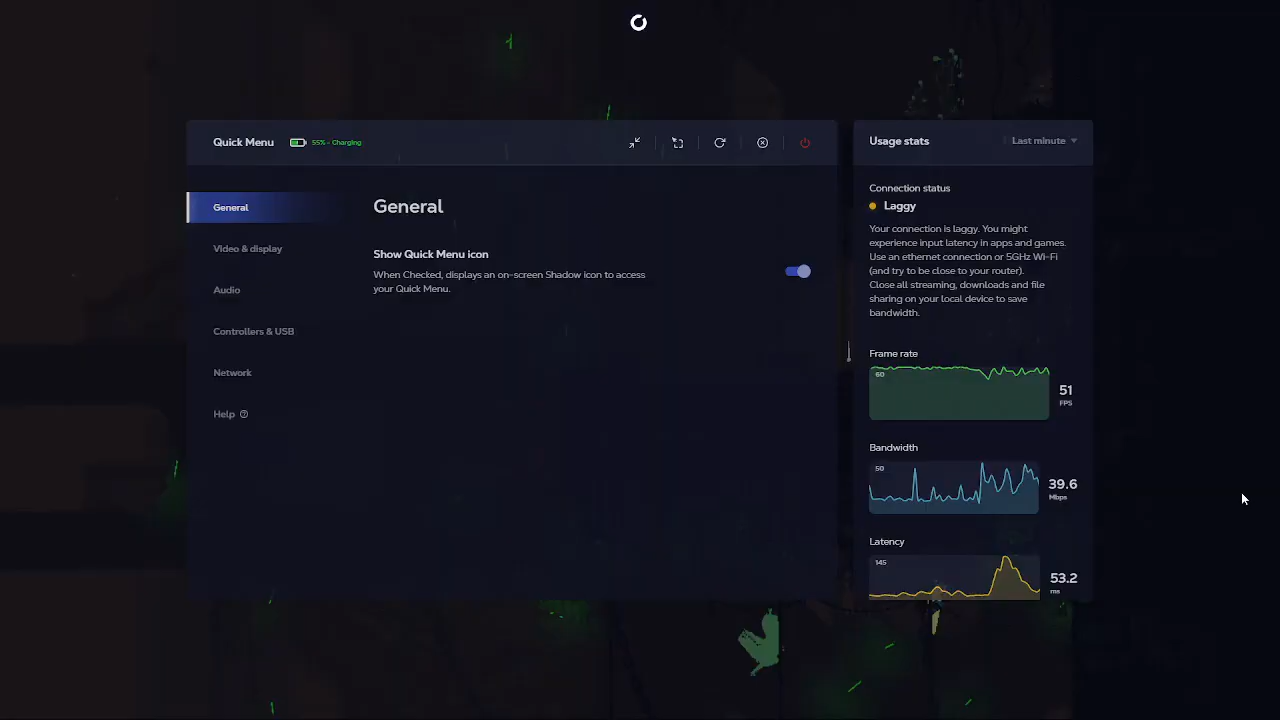 Quick Menu
55% - Charging
General
Video & display
Audio
Controllers & USB
Network
Help
General
Show Quick Menu icon
When Checked, displays an on-screen Shadow icon to access
your Quick Menu.
Usage stats
Last minute
Connection status
Laggy
Your connection is laggy. You might
experience input latency in apps and games.
Use an ethernet connection or 5GHz Wi-Fi
(and try to be close to your router).
Close all streaming, downloads and file
sharing on your local device to save
bandwidth.
Frame rate
60
51
FPS
Bandwidth
50
39.6
Mbps
Latency
145
53.2
ms